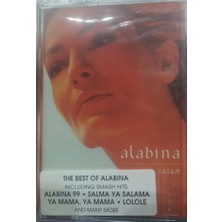 alabina
THE BEST OF ALABINA
INCLUDING SMASH HITS
ALABINA 99 • SALMA YA SALAMA
YA MAMA, YA MAMA • LOLOLE
AND MANY MORE